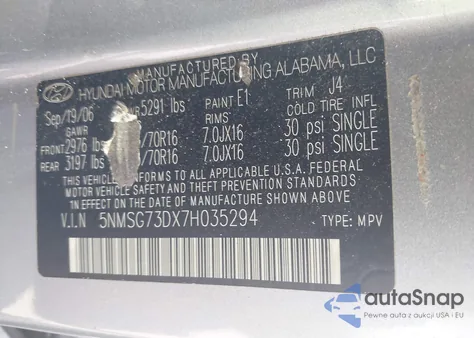 MANUFACTURED BY
HYUNDAI MOTOR MANUFACTURING ALABAMA, LLC
Sep/19/06 5291 lbs PAINT E1 TRIM J4
GAWR RIMS COLD TIRE INFL
FRONT 2976 lbs /70R16 7.0JX16 30 psi SINGLE
REAR 3197 lbs /70R16 7.0JX16 30 psi SINGLE
THIS VEHICLE CONFORMS TO ALL APPLICABLE U.S.A. FEDERAL
MOTOR VEHICLE SAFETY AND BUMPER STANDARDS
IN EFFECT ON THE DATE OF MANUFACTURE SHOWN ABOVE.
V.I.N 5NMSG73DX7H035294 TYPE: MPV
autoSnap
Pewne auta z aukcji USA i EU